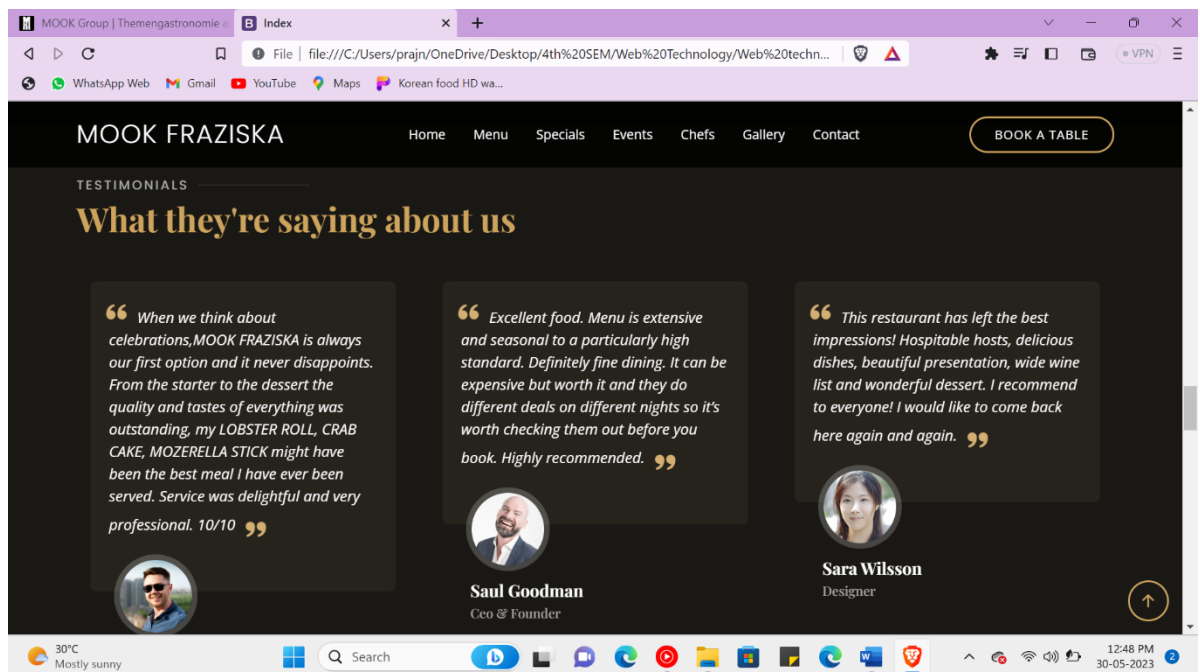 MOOK Group | Themengastronomie a
Index
File
file:///C:/Users/prajn/OneDrive/Desktop/4th%20SEM/Web%20Technology/Web%20techn...
VPN
WhatsApp Web
Gmail
YouTube
Maps
Korean food HD wa...
MOOK FRAZISKA
Home
Menu
Specials
Events
Chefs
Gallery
Contact
BOOK A TABLE
TESTIMONIALS
What they're saying about us
“ When we think about
celebrations,MOOK FRAZISKA is always
our first option and it never disappoints.
From the starter to the dessert the
quality and tastes of everything was
outstanding, my LOBSTER ROLL, CRAB
CAKE, MOZERELLA STICK might have
been the best meal I have ever been
served. Service was delightful and very
professional. 10/10 ”
“ Excellent food. Menu is extensive
and seasonal to a particularly high
standard. Definitely fine dining. It can be
expensive but worth it and they do
different deals on different nights so it's
worth checking them out before you
book. Highly recommended. ”
Saul Goodman
Ceo & Founder
“ This restaurant has left the best
impressions! Hospitable hosts, delicious
dishes, beautiful presentation, wide wine
list and wonderful dessert. I recommend
to everyone! I would like to come back
here again and again. ”
Sara Wilsson
Designer
30°C
Mostly sunny
Search
12:48 PM
30-05-2023
2